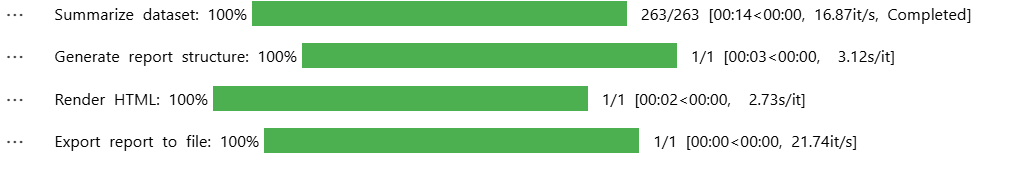 ... Summarize dataset: 100% 263/263 [00:14<00:00, 16.87it/s, Completed]
... Generate report structure: 100% 1/1 [00:03<00:00, 3.12s/it]
... Render HTML: 100% 1/1 [00:02<00:00, 2.73s/it]
... Export report to file: 100% 1/1 [00:00<00:00, 21.74it/s]